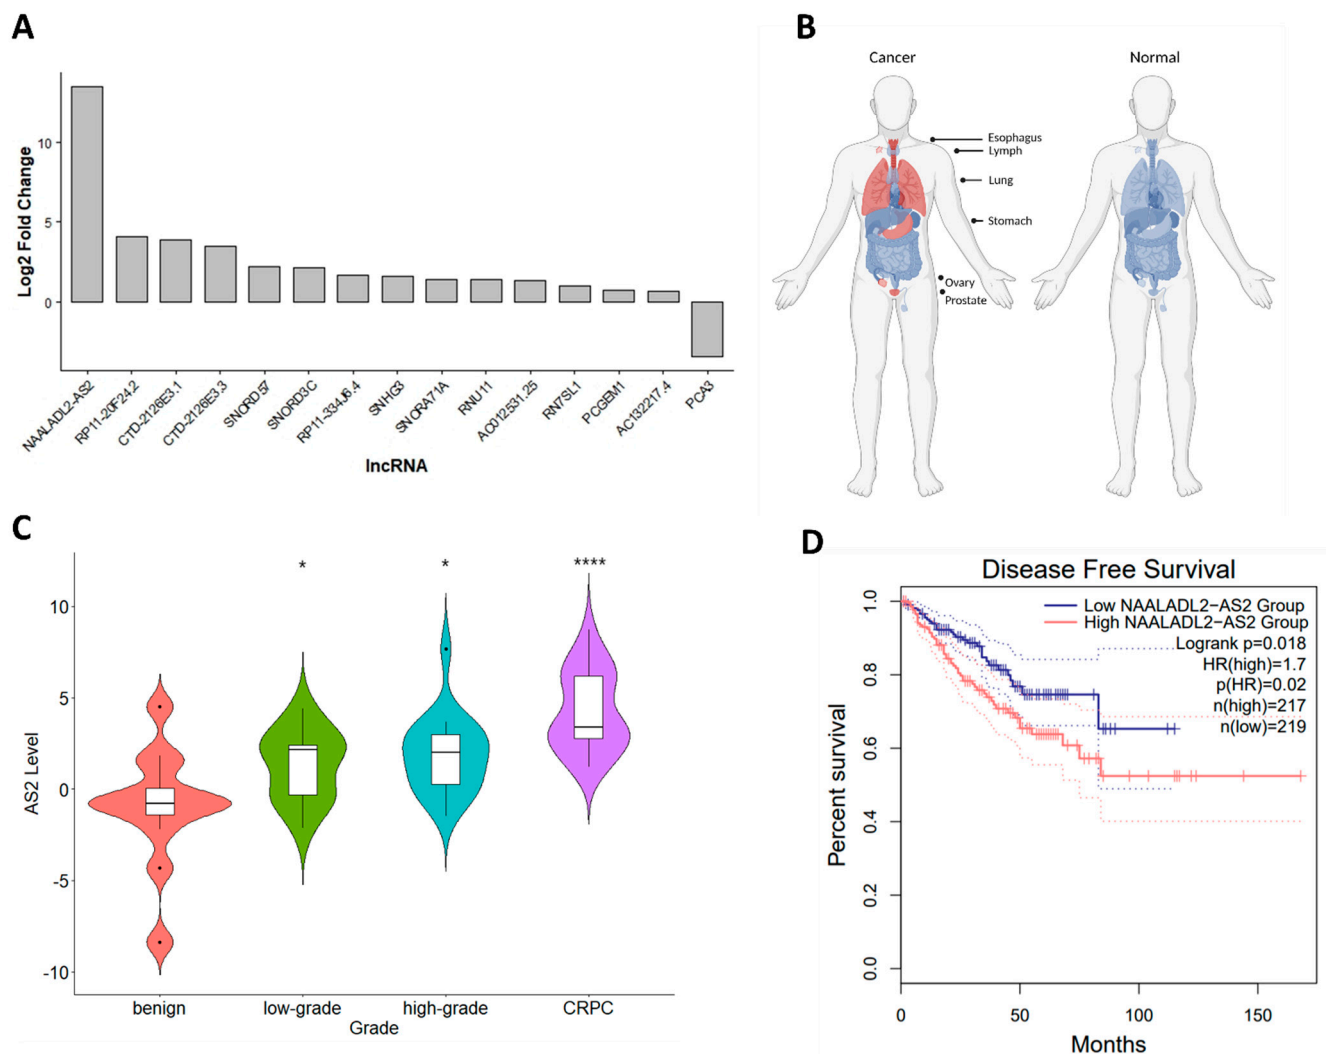 A
Log2 Fold Change
10
5
0
NAALADL2-AS2
RP11-20F24.2
CTD-2126E3.1
CTD-2126E3.3
SNORD57
SNORD3C
RP11-334J6.4
SNHG3
SNORA71A
RNU11
AC012531.25
RN7SL1
PCGEM1
AC132217.4
PCA3
lncRNA
B
Cancer
Normal
Esophagus
Lymph
Lung
Stomach
Ovary
Prostate
C
AS2 Level
10
5
0
-5
-10
*
*
****
benign
low-grade
high-grade
CRPC
Grade
D
Disease Free Survival
Low NAALADL2−AS2 Group
High NAALADL2−AS2 Group
Logrank p=0.018
HR(high)=1.7
p(HR)=0.02
n(high)=217
n(low)=219
Percent survival
1.0
0.8
0.6
0.4
0.2
0.0
0
50
100
150
Months